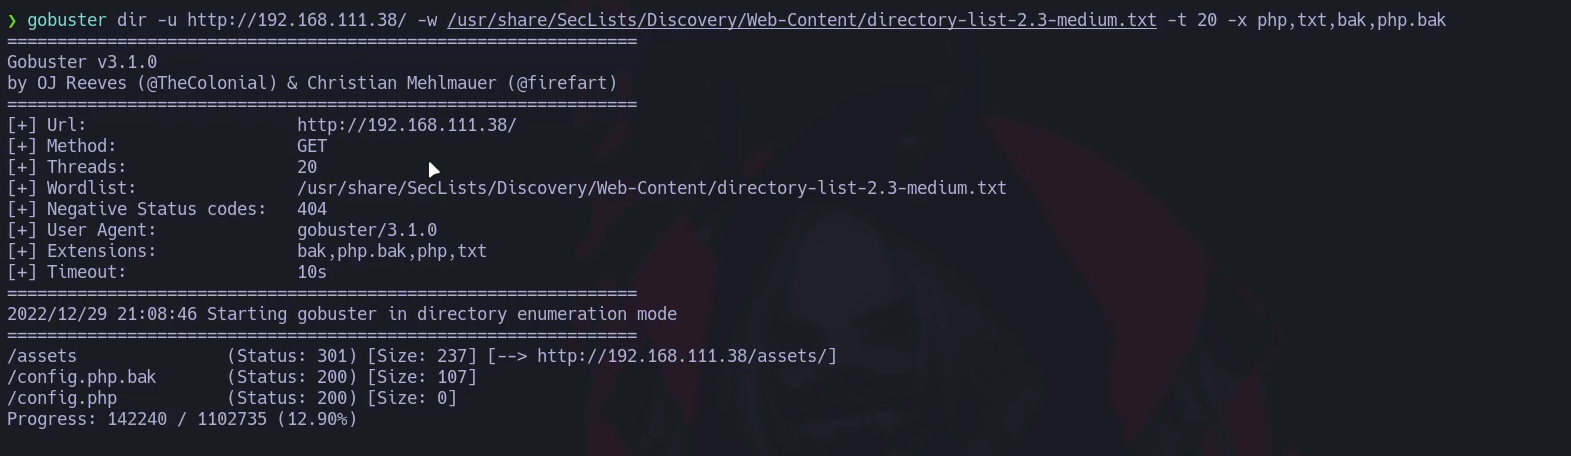 ❯ gobuster dir -u http://192.168.111.38/ -w /usr/share/SecLists/Discovery/Web-Content/directory-list-2.3-medium.txt -t 20 -x php,txt,bak,php.bak
===============================================================
Gobuster v3.1.0
by OJ Reeves (@TheColonial) & Christian Mehlmauer (@firefart)
===============================================================
[+] Url:                     http://192.168.111.38/
[+] Method:                  GET
[+] Threads:                 20
[+] Wordlist:                /usr/share/SecLists/Discovery/Web-Content/directory-list-2.3-medium.txt
[+] Negative Status codes:   404
[+] User Agent:              gobuster/3.1.0
[+] Extensions:              bak,php.bak,php,txt
[+] Timeout:                 10s
===============================================================
2022/12/29 21:08:46 Starting gobuster in directory enumeration mode
===============================================================
/assets               (Status: 301) [Size: 237] [--> http://192.168.111.38/assets/]
/config.php.bak       (Status: 200) [Size: 107]
/config.php           (Status: 200) [Size: 0]
Progress: 142240 / 1102735 (12.90%)